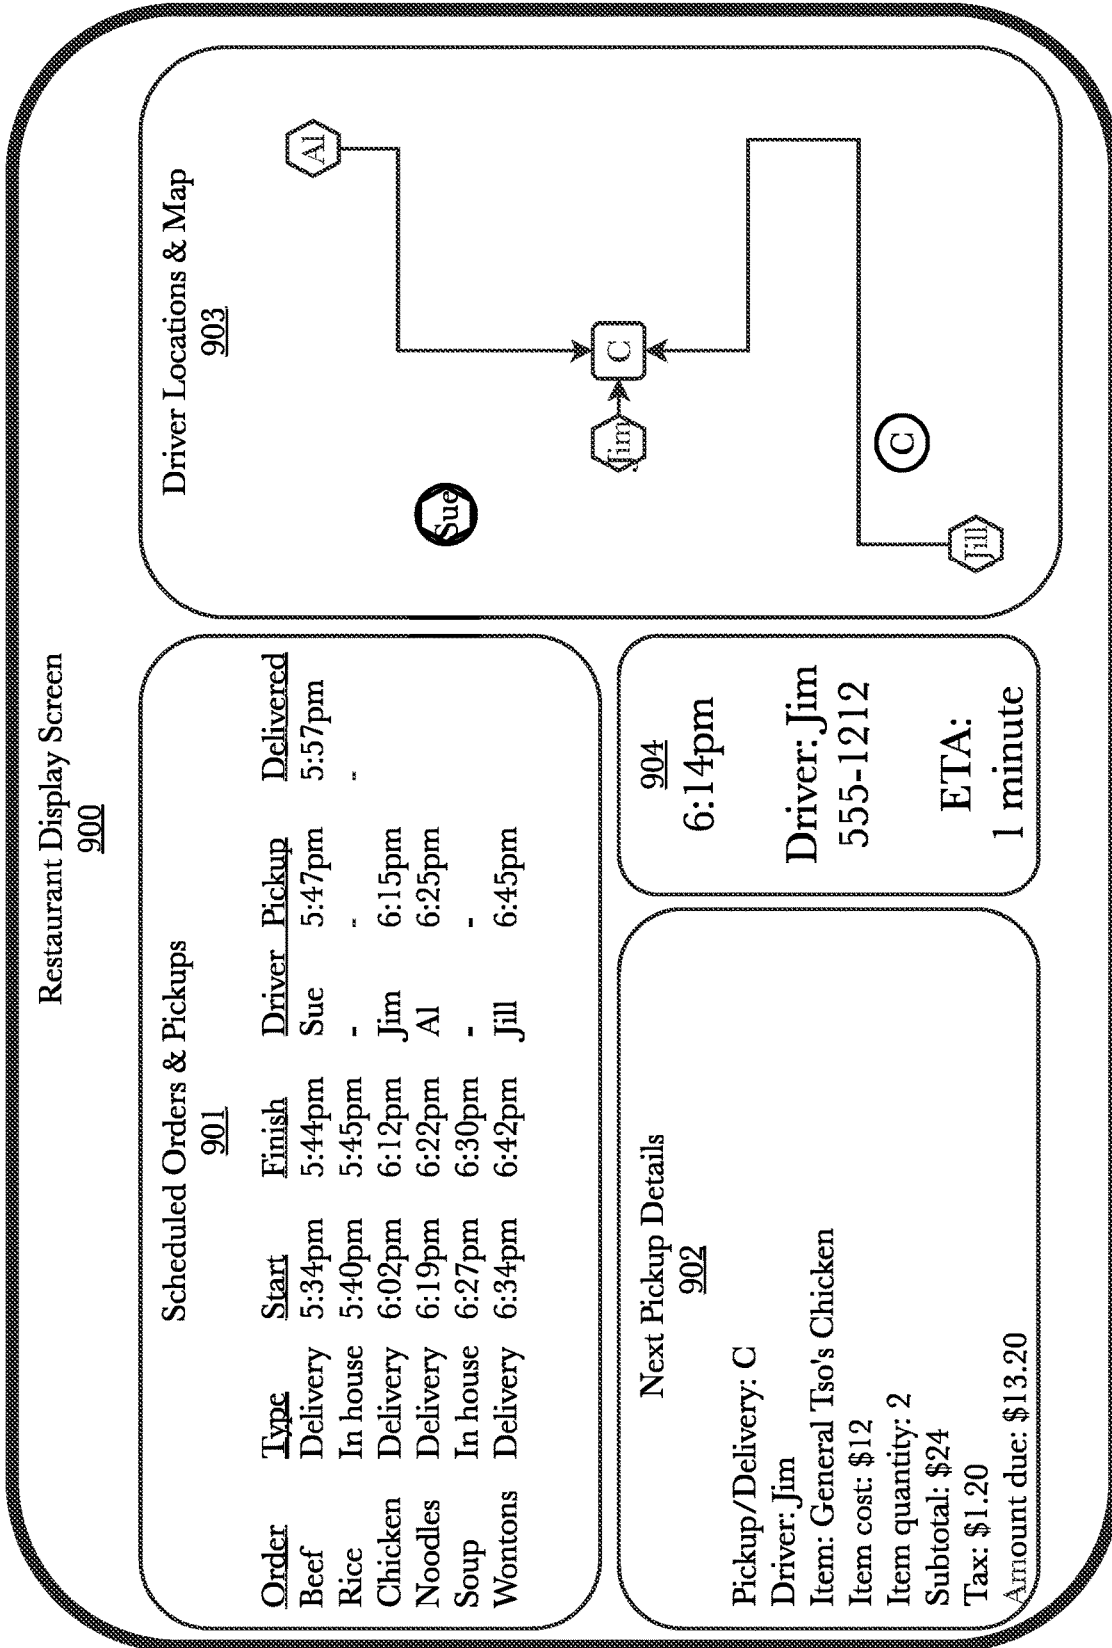 Restaurant Display Screen
900
Scheduled Orders & Pickups
901
Order Type Start Finish Driver Pickup Delivered
Beef Delivery 5:34pm 5:44pm Sue 5:47pm 5:57pm
Rice In house 5:40pm 5:45pm - - -
Chicken Delivery 6:02pm 6:12pm Jim 6:15pm
Noodles Delivery 6:19pm 6:22pm Al 6:25pm
Soup In house 6:27pm 6:30pm - -
Wontons Delivery 6:34pm 6:42pm Jill 6:45pm
Driver Locations & Map
903
Al
Sue
Jim
C
C
Jill
Next Pickup Details
902
Pickup/Delivery: C
Driver: Jim
Item: General Tso's Chicken
Item cost: $12
Item quantity: 2
Subtotal: $24
Tax: $1.20
Amount due: $13.20
904
6:14pm
Driver: Jim
555-1212
ETA:
1 minute